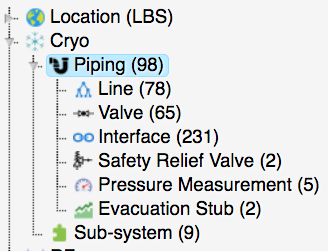 Location (LBS)
Cryo
Piping (98)
Line (78)
Valve (65)
Interface (231)
Safety Relief Valve (2)
Pressure Measurement (5)
Evacuation Stub (2)
Sub-system (9)